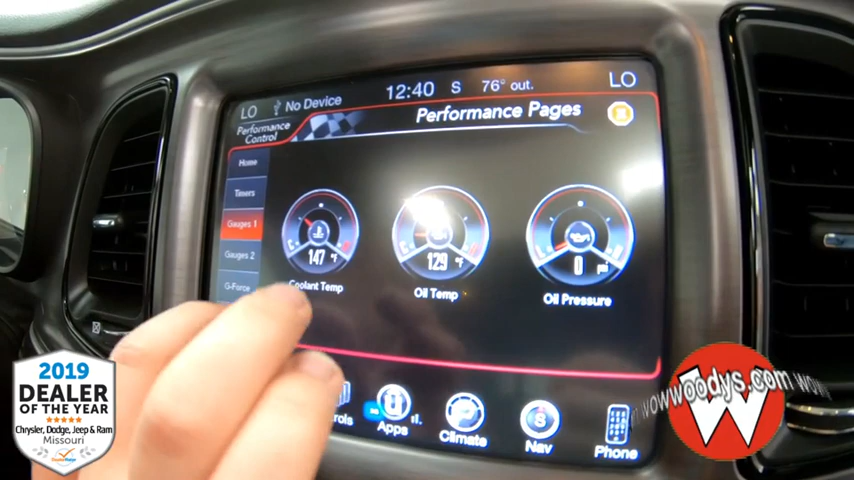 LO
No Device
12:40
S
76° out.
LO
Performance
Control
Performance Pages
Home
Timers
Gauges 1
Gauges 2
G-Force
147 °F
129 °F
0 psi
Coolant Temp
Oil Temp
Oil Pressure
Apps
Climate
S
Nav
Phone
2019
DEALER
OF THE YEAR
Chrysler, Dodge, Jeep & Ram
Missouri
wowwoodys.com
W